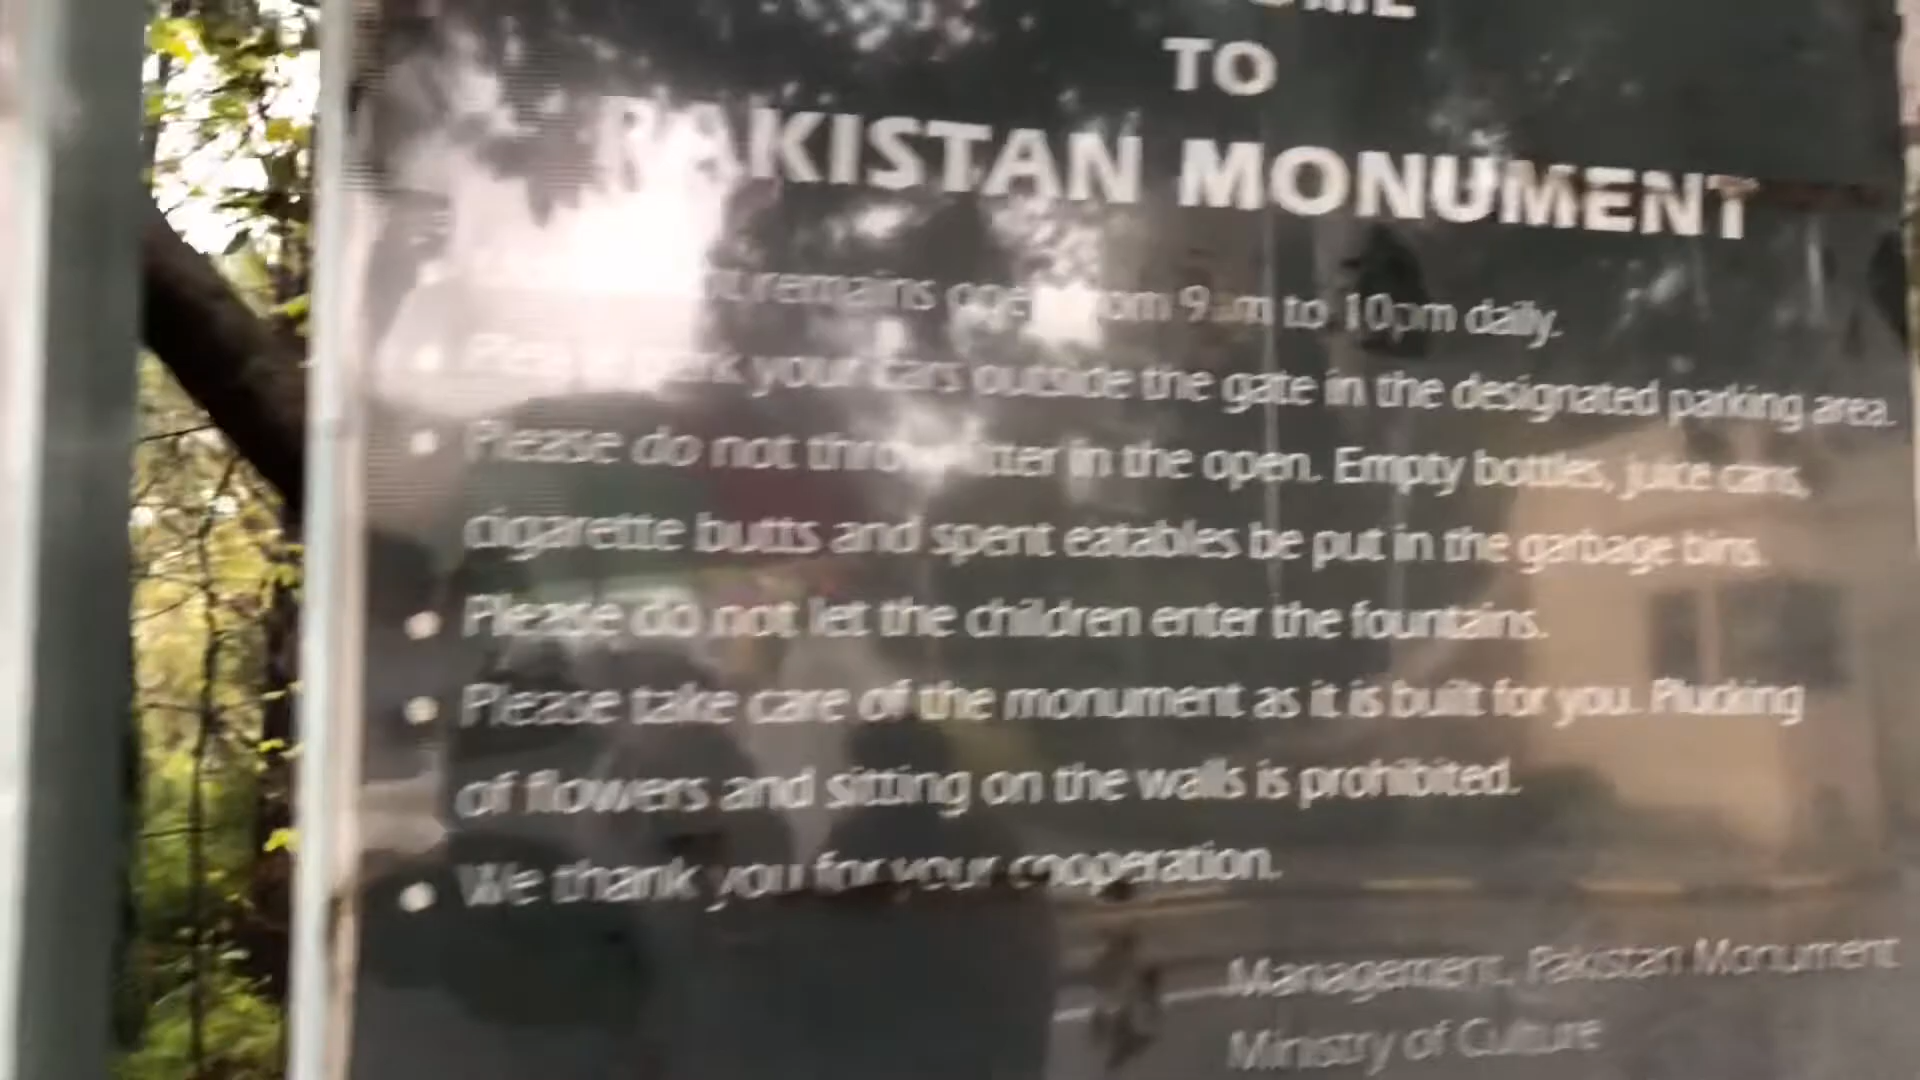 TO
PAKISTAN MONUMENT
remains open from 9am to 10pm daily.
Please park your cars outside the gate in the designated parking area.
Please do not throw litter in the open. Empty bottles, juice cans,
cigarette butts and spent eatables be put in the garbage bins.
Please do not let the children enter the fountains.
Please take care of the monument as it is built for you. Plucking
of flowers and sitting on the walls is prohibited.
We thank you for your cooperation.
Management, Pakistan Monument
Ministry of Culture